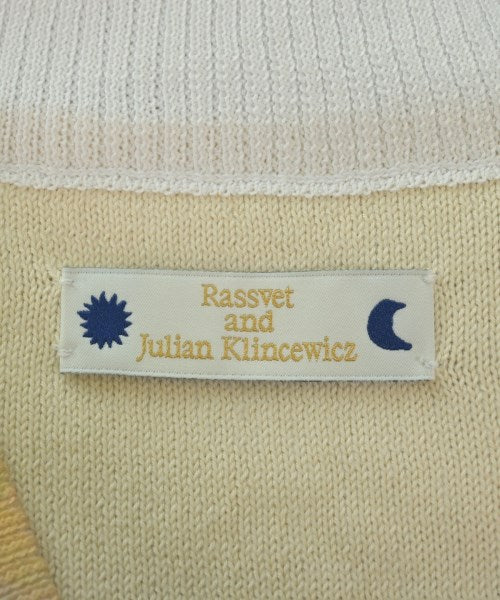 Rassvet
and
Julian Klincewicz